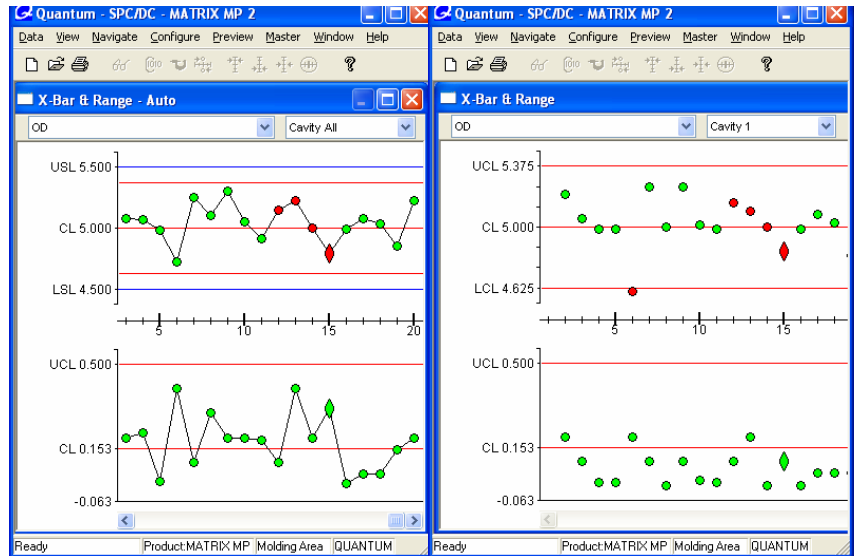 Quantum - SPC/DC - MATRIX MP 2
Data View Navigate Configure Preview Master Window Help
X-Bar & Range - Auto
OD Cavity All
USL 5.500
CL 5.000
LSL 4.500
5 10 15 20
UCL 0.500
CL 0.153
-0.063
Ready Product:MATRIX MP Molding Area QUANTUM
Quantum - SPC/DC - MATRIX MP 2
Data View Navigate Configure Preview Master Window Help
X-Bar & Range
OD Cavity 1
UCL 5.375
CL 5.000
LCL 4.625
5 10 15
UCL 0.500
CL 0.153
-0.063
Ready Product:MATRIX MP Molding Area QUANTUM